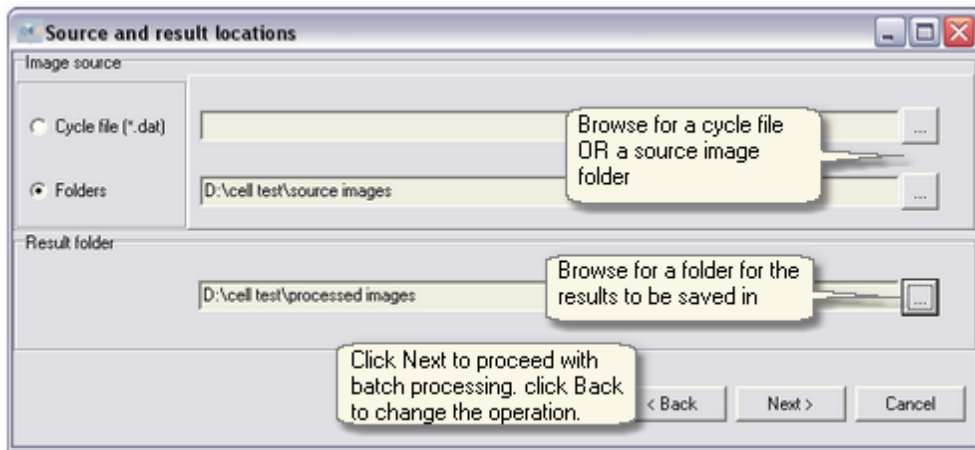 Source and result locations
Image source
Cycle file (*.dat)
...
Browse for a cycle file
OR a source image
folder
Folders
D:\cell test\source images
...
Result folder
D:\cell test\processed images
...
Browse for a folder for the
results to be saved in
Click Next to proceed with
batch processing. click Back
to change the operation.
< Back
Next >
Cancel